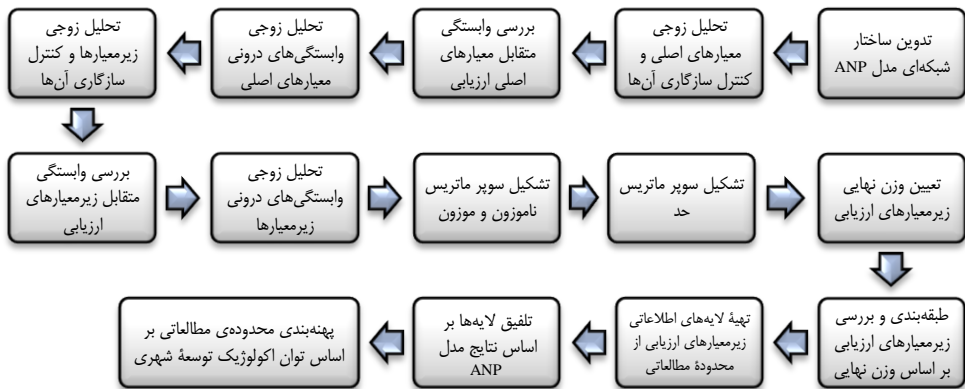 تدوین ساختار
شبکه‌ای مدل ANP
تحلیل زوجی
معیارهای اصلی و
کنترل سازگاری آن‌ها
بررسی وابستگی
متقابل معیارهای
اصلی ارزیابی
تحلیل زوجی
وابستگی‌های درونی
معیارهای اصلی
تحلیل زوجی
زیرمعیارها و کنترل
سازگاری آن‌ها
بررسی وابستگی
متقابل زیرمعیارهای
ارزیابی
تحلیل زوجی
وابستگی‌های درونی
زیرمعیارها
تشکیل سوپر ماتریس
ناموزون و موزون
تشکیل سوپر ماتریس
حد
تعیین وزن نهایی
زیرمعیارهای ارزیابی
طبقه‌بندی و بررسی
زیرمعیارهای ارزیابی
بر اساس وزن نهایی
تهیۀ لایه‌های اطلاعاتی
زیرمعیارهای ارزیابی از
محدودۀ مطالعاتی
تلفیق لایه‌ها بر
اساس نتایج مدل
ANP
پهنه‌بندی محدوده‌ی مطالعاتی بر
اساس توان اکولوژیک توسعۀ شهری